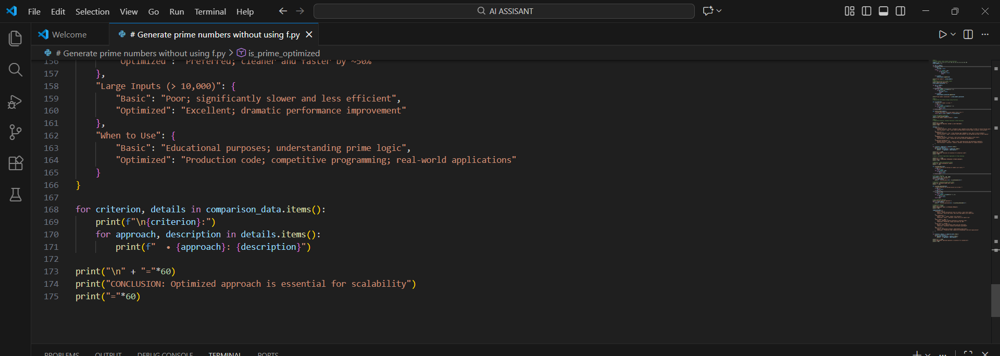 File Edit Selection View Go Run Terminal Help
AI ASSISANT
Welcome
# Generate prime numbers without using f.py
# Generate prime numbers without using f.py > is_prime_optimized
156 "Optimized": "Preferred; cleaner and faster by ~50%"
157 },
158 "Large Inputs (> 10,000)": {
159 "Basic": "Poor; significantly slower and less efficient",
160 "Optimized": "Excellent; dramatic performance improvement"
161 },
162 "When to Use": {
163 "Basic": "Educational purposes; understanding prime logic",
164 "Optimized": "Production code; competitive programming; real-world applications"
165 }
166 }
167
168 for criterion, details in comparison_data.items():
169 print(f"\n{criterion}:")
170 for approach, description in details.items():
171 print(f"  • {approach}: {description}")
172
173 print("\n" + "="*60)
174 print("CONCLUSION: Optimized approach is essential for scalability")
175 print("="*60)
PROBLEMS OUTPUT DEBUG CONSOLE TERMINAL PORTS